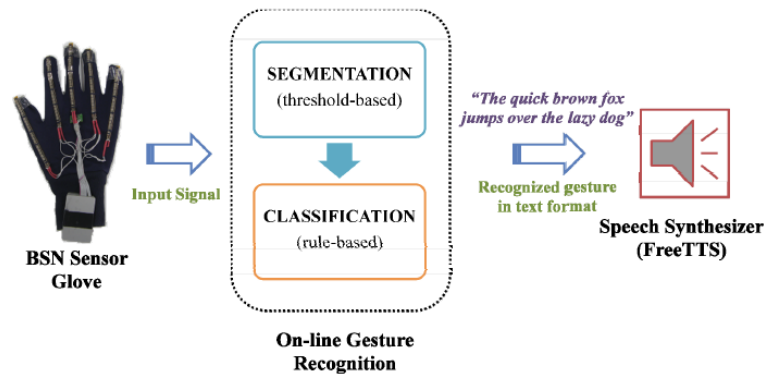 SEGMENTATION
(threshold-based)
"The quick brown fox
jumps over the lazy dog"
Input Signal
CLASSIFICATION
(rule-based)
Recognized gesture
in text format
BSN Sensor
Glove
Speech Synthesizer
(FreeTTS)
On-line Gesture
Recognition